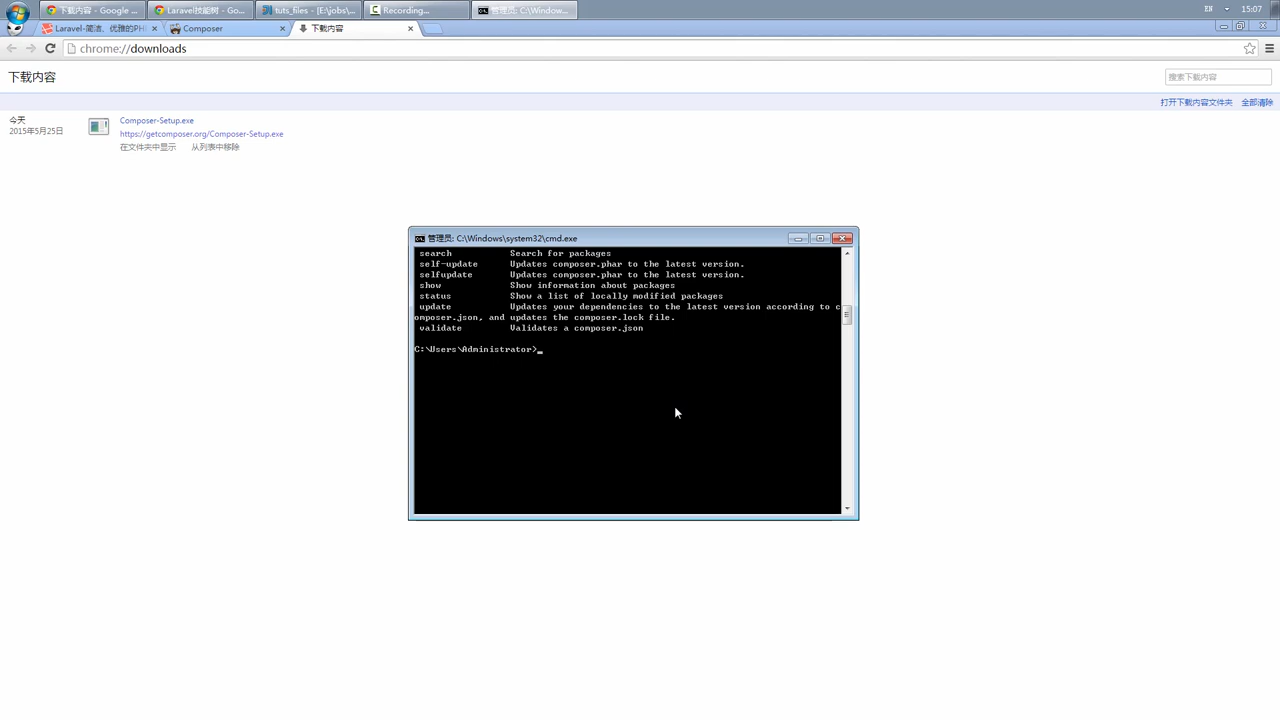 下载内容 - Google ...
Laravel技能树 - Go...
tuts_files - [E:\jobs\...
Recording...
管理员: C:\Window...
EN
15:07
Laravel-简洁、优雅的PH
Composer
下载内容
chrome://downloads
下载内容
搜索下载内容
打开下载内容文件夹
全部清除
今天
2015年5月25日
Composer-Setup.exe
https://getcomposer.org/Composer-Setup.exe
在文件夹中显示
从列表中移除
管理员: C:\Windows\system32\cmd.exe
search Search for packages
self-update Updates composer.phar to the latest version.
selfupdate Updates composer.phar to the latest version.
show Show information about packages
status Show a list of locally modified packages
update Updates your dependencies to the latest version according to c
omposer.json, and updates the composer.lock file.
validate Validates a composer.json
C:\Users\Administrator>_